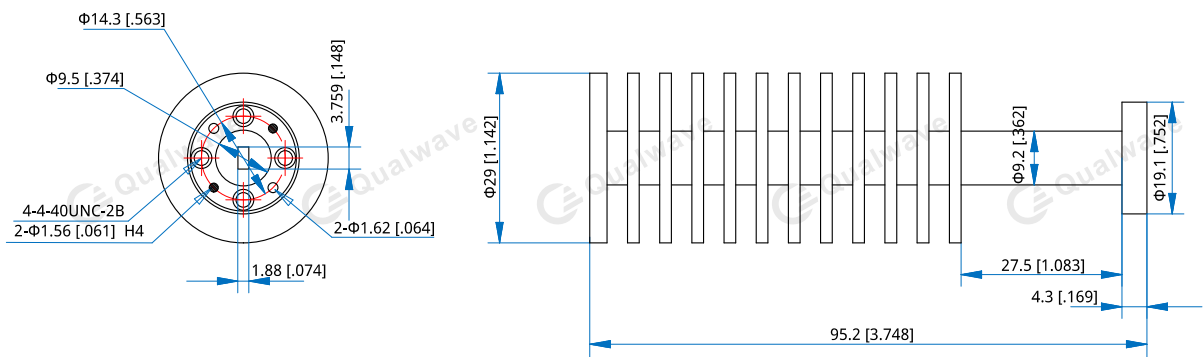 Φ14.3 [.563]
Φ9.5 [.374]
3.759 [.148]
4-4-40UNC-2B
2-Φ1.56 [.061] H4
2-Φ1.62 [.064]
1.88 [.074]
Φ29 [1.142]
Φ9.2 [.362]
Φ19.1 [.752]
27.5 [1.083]
4.3 [.169]
95.2 [3.748]
Qualwave
Qualwave
Qualwave
Qualwave